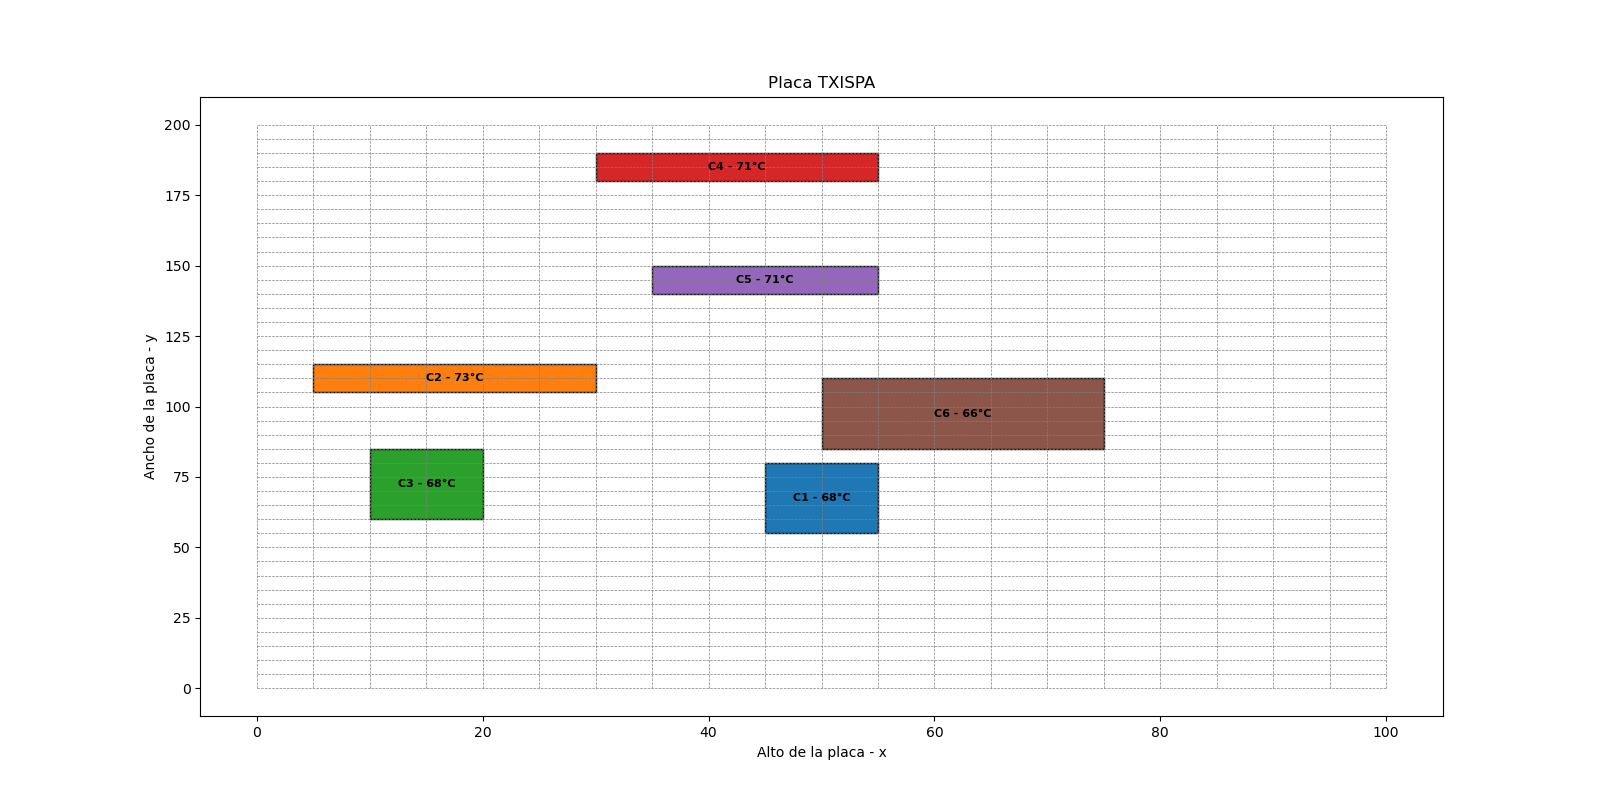 Placa TXISPA
200
175
150
125
100
75
50
25
0
Ancho de la placa - y
C4 - 71°C
C5 - 71°C
C2 - 73°C
C6 - 66°C
C3 - 68°C
C1 - 68°C
0 20 40 60 80 100
Alto de la placa - x